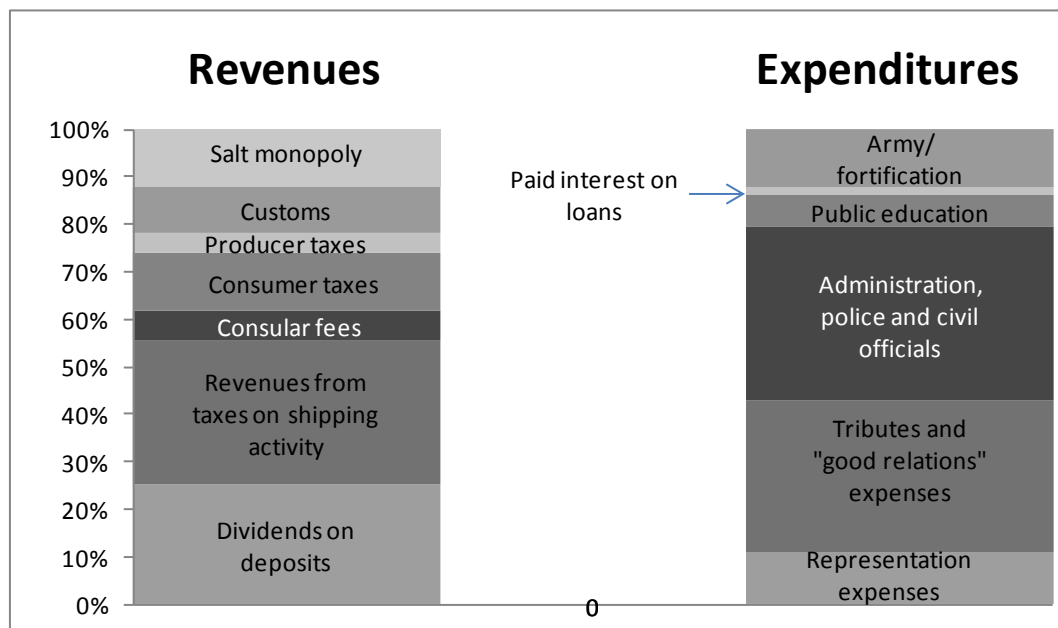 Revenues
Expenditures
100%
90%
80%
70%
60%
50%
40%
30%
20%
10%
0%
Salt monopoly
Customs
Producer taxes
Consumer taxes
Consular fees
Revenues from
taxes on shipping
activity
Dividends on
deposits
0
Paid interest on
loans
Army/
fortification
Public education
Administration,
police and civil
officials
Tributes and
"good relations"
expenses
Representation
expenses